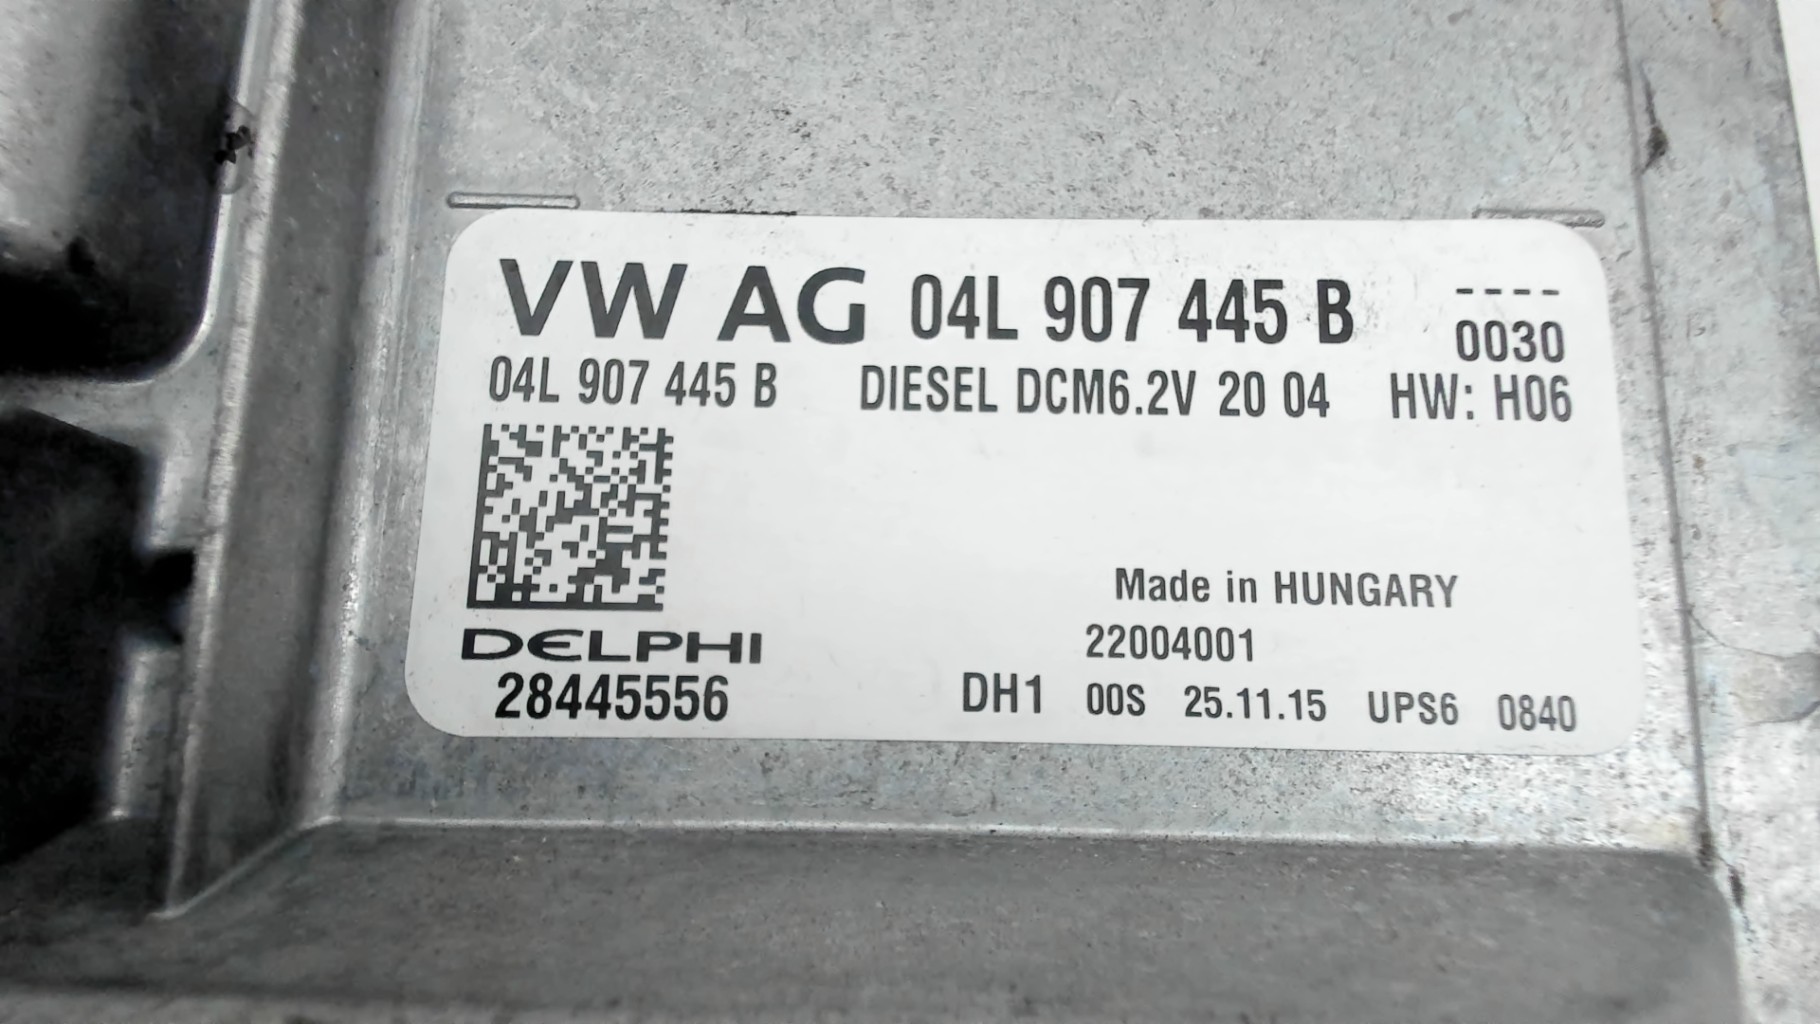 VW AG 04L 907 445 B ----
0030
04L 907 445 B DIESEL DCM6.2V 20 04 HW: H06
Made in HUNGARY
DELPHI 22004001
28445556 DH1 00S 25.11.15 UPS6 0840